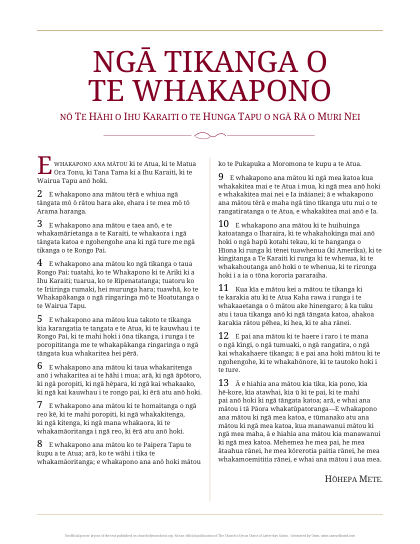 NGĀ TIKANGA O
TE WHAKAPONO
NŌ TE HĀHI O IHU KARAITI O TE HUNGA TAPU O NGĀ RĀ O MURI NEI
E WHAKAPONO ANA MĀTOU ki te Atua, ki te Matua
Ora Tonu, ki Tana Tama ki a Ihu Karaiti, ki te
Wairua Tapu anō hoki.
2 E whakapono ana mātou tērā e whiua ngā
tāngata mō ō rātou hara ake, ehara i te mea mō tō
Arama haranga.
3 E whakapono ana mātou e taea anō, e te
whakamārietanga a te Karaiti, te whakaora i ngā
tāngata katoa e ngohengohe ana ki ngā ture me ngā
tikanga o te Rongo Pai.
4 E whakapono ana mātou ko ngā tikanga o taua
Rongo Pai: tuatahi, ko te Whakapono ki te Ariki ki a
Ihu Karaiti; tuarua, ko te Ripenatatanga; tuatoru ko
te Iriiringa rumaki, hei murunga hara; tuawhā, ko te
Whakapākanga o ngā ringaringa mō te Hoatutanga o
te Wairua Tapu.
5 E whakapono ana mātou kua takoto te tikanga
kia karangatia te tangata e te Atua, ki te kauwhau i te
Rongo Pai, ki te mahi hoki i ōna tikanga, i runga i te
poropititanga me te whakapākanga ringaringa o ngā
tāngata kua whakaritea hei pērā.
6 E whakapono ana mātou ki taua whakaritenga
anō i whakaritea ai te hāhi i mua; arā, ki ngā āpōtoro,
ki ngā poropiti, ki ngā hēpara, ki ngā kai whakaako,
ki ngā kai kauwhau i te rongo pai, ki ērā atu anō hoki.
7 E whakapono ana mātou ki te homaitanga o ngā
reo kē, ki te mahi poropiti, ki ngā whakakitenga,
ki ngā kitenga, ki ngā mana whakaora, ki te
whakamāoritanga i ngā reo, ki ērā atu anō hoki.
8 E whakapono ana mātou ko te Paipera Tapu te
kupu a te Atua; arā, ko te wāhi i tika te
whakamāoritanga; e whakapono ana anō hoki mātou
ko te Pukapuka a Moromona te kupu a te Atua.
9 E whakapono ana mātou ki ngā mea katoa kua
whakakitea mai e te Atua i mua, ki ngā mea anō hoki
e whakakitea mai nei e Ia ināianei; ā e whakapono
ana mātou tērā e maha ngā tino tikanga utu nui o te
rangatiratanga o te Atua, e whakakitea mai anō e Ia.
10 E whakapono ana mātou ki te huihuinga
katoatanga o Iharaira, ki te whakahokinga mai anō
hoki o ngā hapū kotahi tekau, ki te hanganga o
Hiona ki runga ki tēnei tuawhenua (ki Amerika), ki te
kingitanga a Te Karaiti ki runga ki te whenua, ki te
whakahoutanga anō hoki o te whenua, ki te rironga
hoki i a ia o tōna kororia pararaiha.
11 Kua kīia e mātou kei a mātou te tikanga ki
te karakia atu ki te Atua Kaha rawa i runga i te
whakaaetanga o ō mātou ake hinengaro; ā ka tuku
atu i taua tikanga anō ki ngā tāngata katoa, ahakoa
karakia rātou pēhea, ki hea, ki te aha rānei.
12 E pai ana mātou ki te haere i raro i te mana
o ngā kīngi, o ngā tumuaki, o ngā rangatira, o ngā
kai whakahaere tikanga; ā e pai ana hoki mātou ki te
ngohengohe, ki te whakahōnore, ki te tautoko hoki i
te ture.
13 Ā e hiahia ana mātou kia tika, kia pono, kia
hē-kore, kia atawhai, kia ū ki te pai, ki te mahi
pai anō hoki ki ngā tāngata katoa; arā, e whai ana
mātou i tā Pāora whakatūpatoranga—E whakapono
ana ki ngā mea katoa, e tūmanako atu ana
mātou ki ngā mea katoa, kua manawanui mātou ki
ngā mea maha, ā e hiahia ana mātou kia manawanui
ki ngā mea katoa. Mehemea he mea pai, he mea
ātaahua rānei, he mea kōrerotia paitia rānei, he mea
whakamoemititia rānei, e whai ana mātou i aua mea.
HŌHEPA METE.